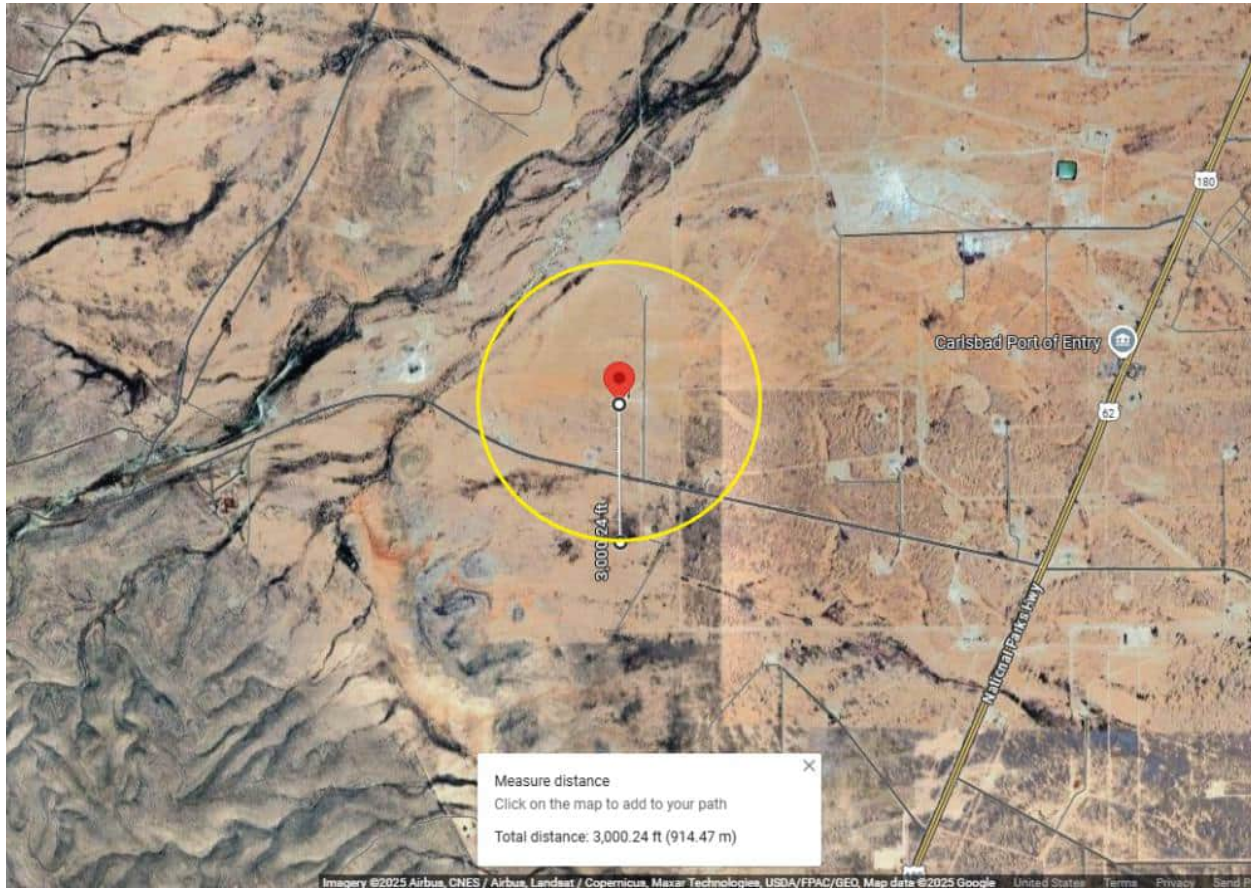 180
Carlsbad Port of Entry
62
3,000.24 ft
National Parks Hwy
Measure distance
Click on the map to add to your path
Total distance: 3,000.24 ft (914.47 m)
Imagery ©2025 Airbus, CNES / Airbus, Landsat / Copernicus, Maxar Technologies, USDA/FPAC/GEO, Map data ©2025 Google United States Terms Privacy Send